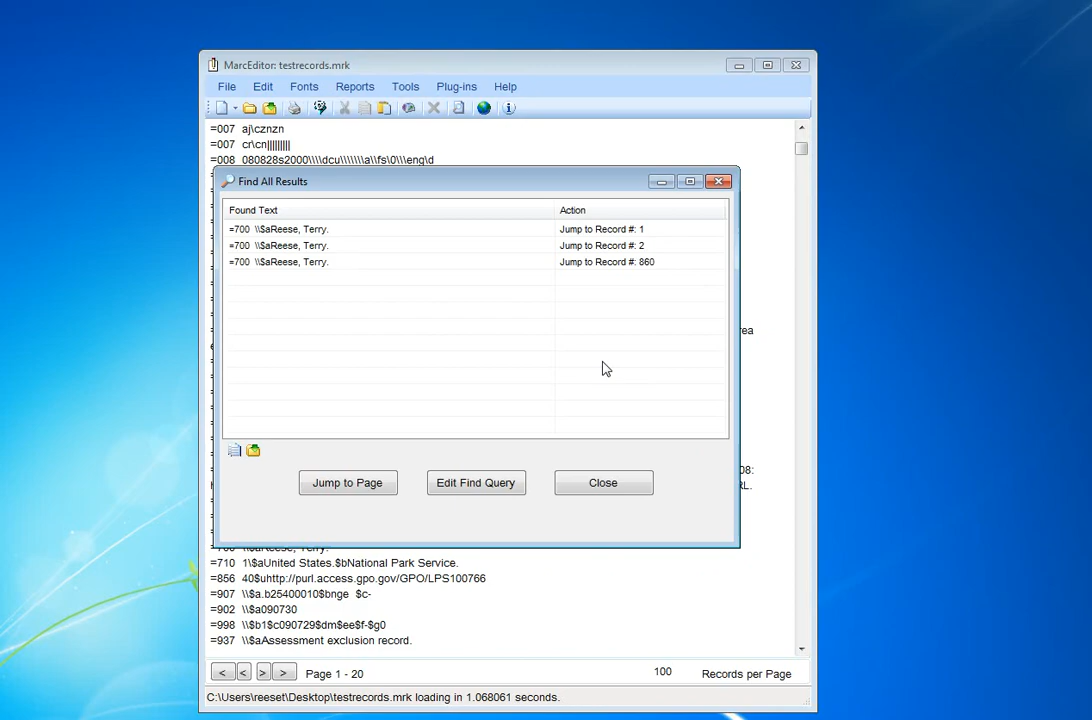 MarcEditor: testrecords.mrk
File Edit Fonts Reports Tools Plug-ins Help
=007 aj\cznzn
=007 cr\cn|||||||||
=008 080828s2000\\\\dcu\\\\\\\a\\fs\0\\\eng\d
Find All Results
Found Text Action
=700 \\$aReese, Terry. Jump to Record #: 1
=700 \\$aReese, Terry. Jump to Record #: 2
=700 \\$aReese, Terry. Jump to Record #: 860
Jump to Page Edit Find Query Close
=700 \\$aReese, Terry.
=710 1\$aUnited States.$bNational Park Service.
=856 40$uhttp://purl.access.gpo.gov/GPO/LPS100766
=907 \\$a.b25400010$bnge $c-
=902 \\$a090730
=998 \\$b1$c090729$dm$ee$f-$g0
=937 \\$aAssessment exclusion record.
< < > > Page 1 - 20 100 Records per Page
C:\Users\reeset\Desktop\testrecords.mrk loading in 1.068061 seconds.